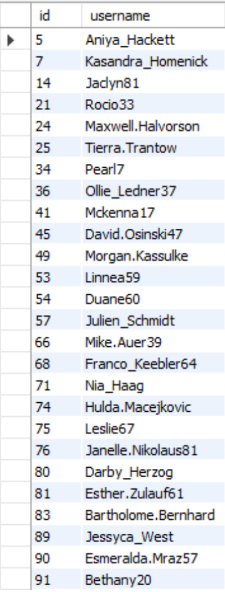 id username
5 Aniya_Hackett
7 Kasandra_Homenick
14 Jaclyn81
21 Rocio33
24 Maxwell.Halvorson
25 Tierra.Trantow
34 Pearl7
36 Ollie_Ledner37
41 Mckenna17
45 David.Osinski47
49 Morgan.Kassulke
53 Linnea59
54 Duane60
57 Julien_Schmidt
66 Mike.Auer39
68 Franco_Keebler64
71 Nia_Haag
74 Hulda.Macejkovic
75 Leslie67
76 Janelle.Nikolaus81
80 Darby_Herzog
81 Esther.Zulauf61
83 Bartholome.Bernhard
89 Jessyca_West
90 Esmeralda.Mraz57
91 Bethany20